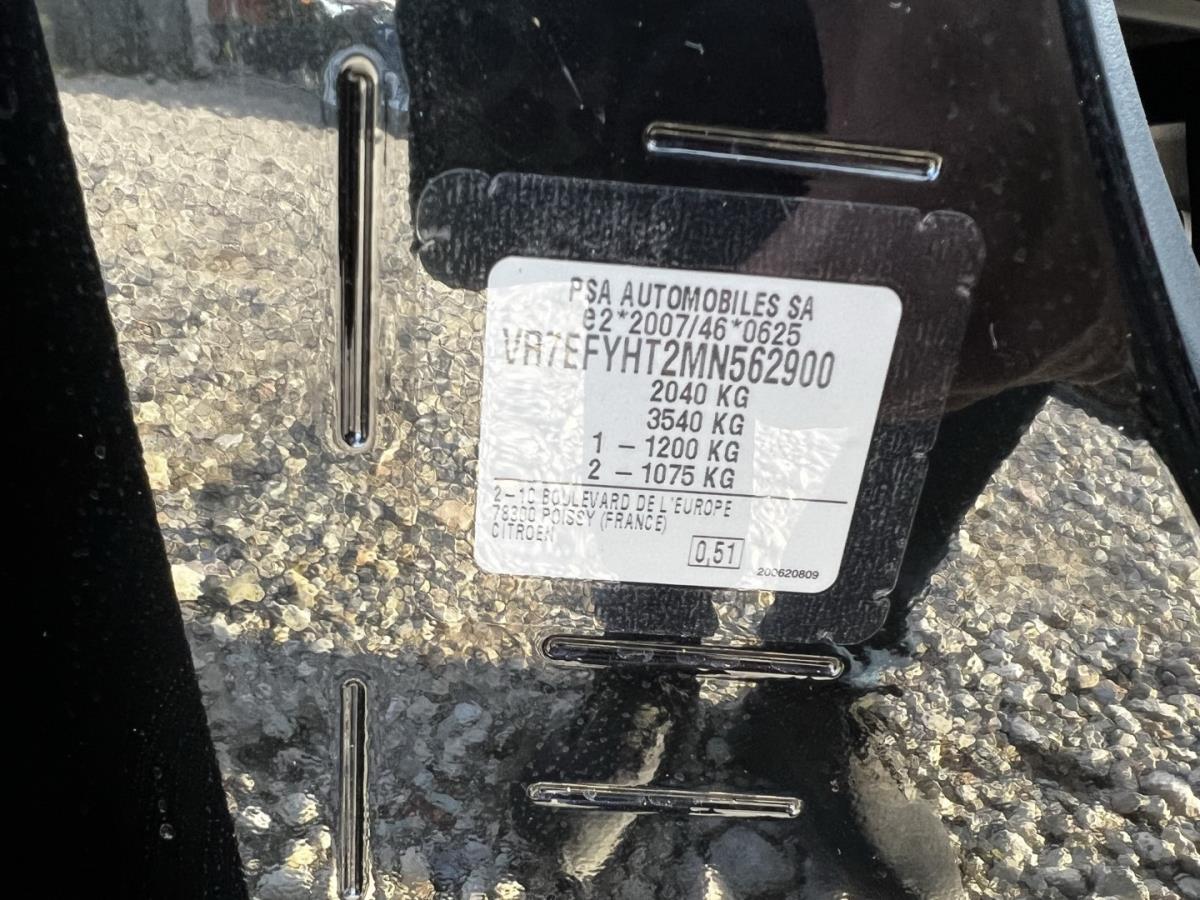 PSA AUTOMOBILES SA
e2*2007/46*0625
VR7EFYHT2MN562900
2040 KG
3540 KG
1 - 1200 KG
2 - 1075 KG
2-10 BOULEVARD DE L'EUROPE
78300 POISSY (FRANCE)
CITROEN
0,51
200620809